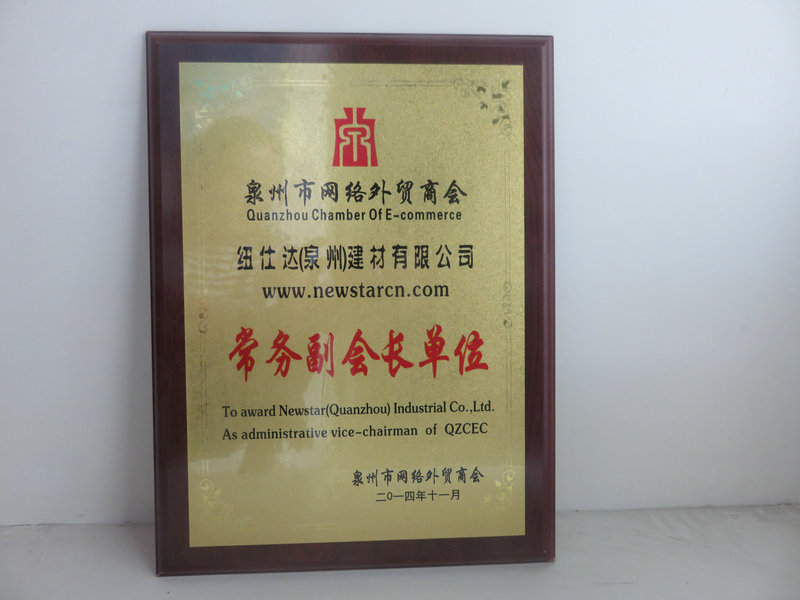 泉州市网络外贸商会
Quanzhou Chamber Of E-commerce
纽仕达(泉州)建材有限公司
www.newstarcn.com
常务副会长单位
To award Newstar(Quanzhou) Industrial Co.,Ltd.
As administrative vice-chairman of QZCEC
泉州市网络外贸商会
二0一四年十一月